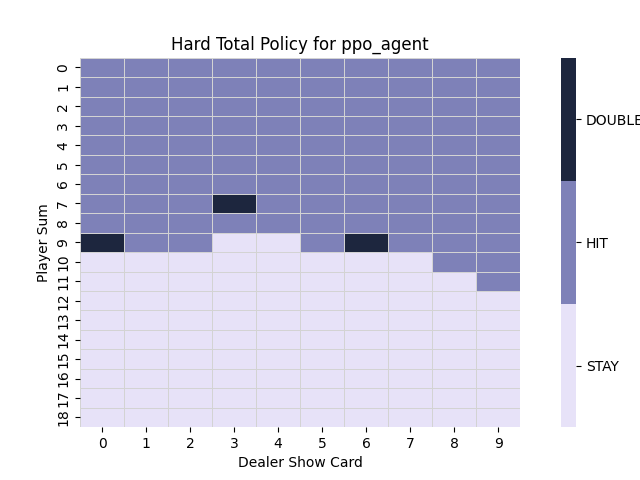 Hard Total Policy for ppo_agent
Player Sum
0
1
2
3
4
5
6
7
8
9
10
11
12
13
14
15
16
17
18
0 1 2 3 4 5 6 7 8 9
Dealer Show Card
DOUBLE
HIT
STAY